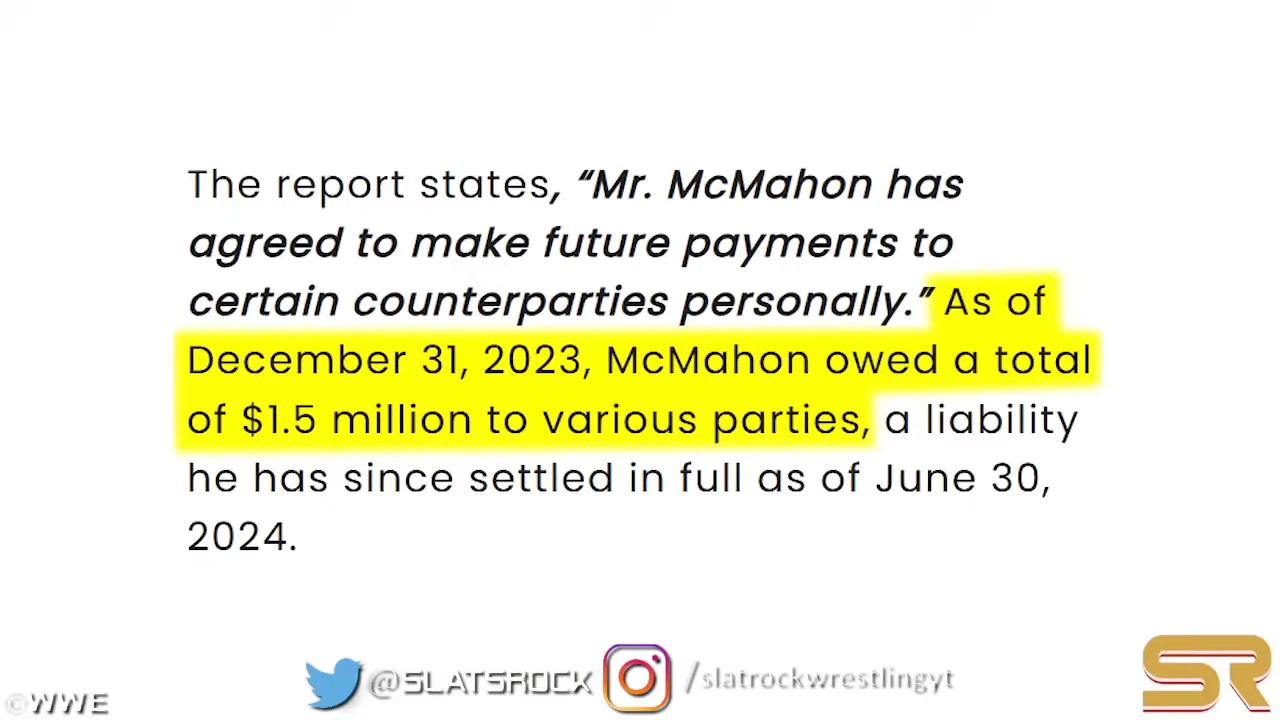 The report states, “Mr. McMahon has
agreed to make future payments to
certain counterparties personally.” As of
December 31, 2023, McMahon owed a total
of $1.5 million to various parties, a liability
he has since settled in full as of June 30,
2024.
@SLATSROCK /slatrockwrestlingyt
SR
©WWE